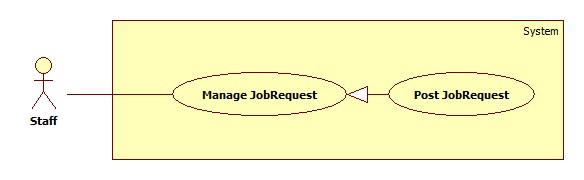 System
Manage JobRequest
Post JobRequest
Staff